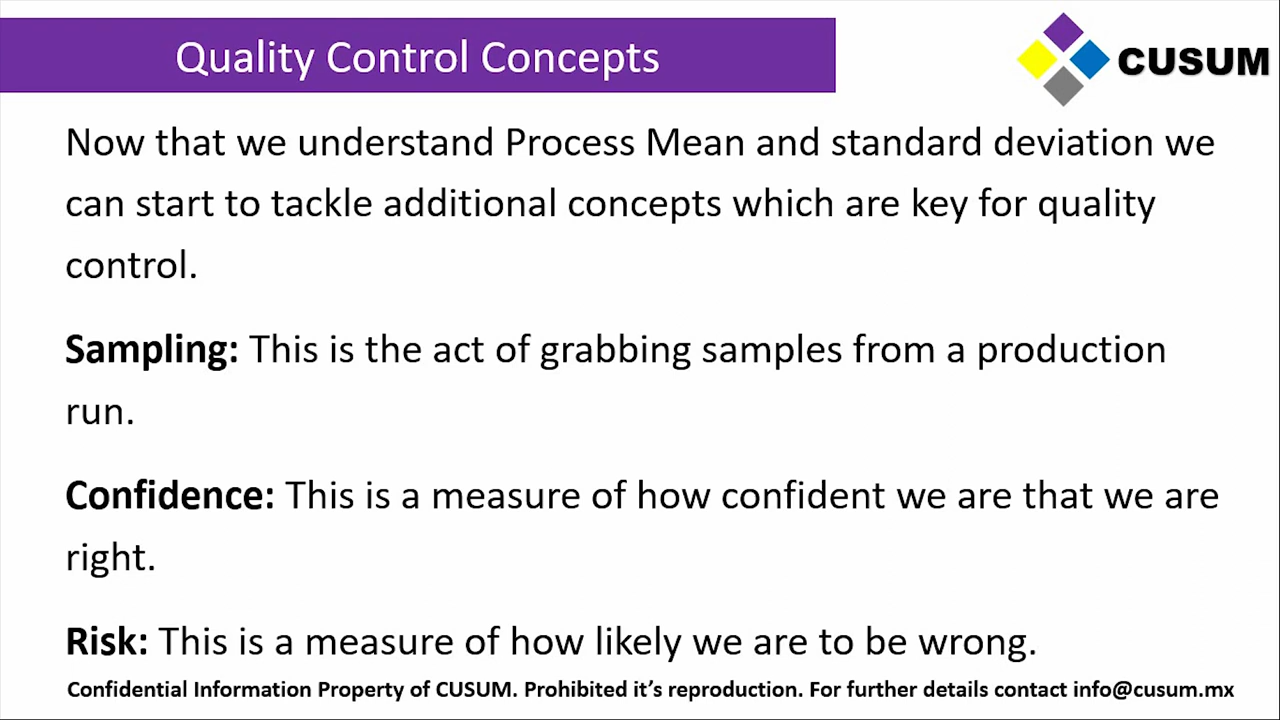 Quality Control Concepts
CUSUM
Now that we understand Process Mean and standard deviation we
can start to tackle additional concepts which are key for quality
control.
Sampling: This is the act of grabbing samples from a production
run.
Confidence: This is a measure of how confident we are that we are
right.
Risk: This is a measure of how likely we are to be wrong.
Confidential Information Property of CUSUM. Prohibited it’s reproduction. For further details contact info@cusum.mx